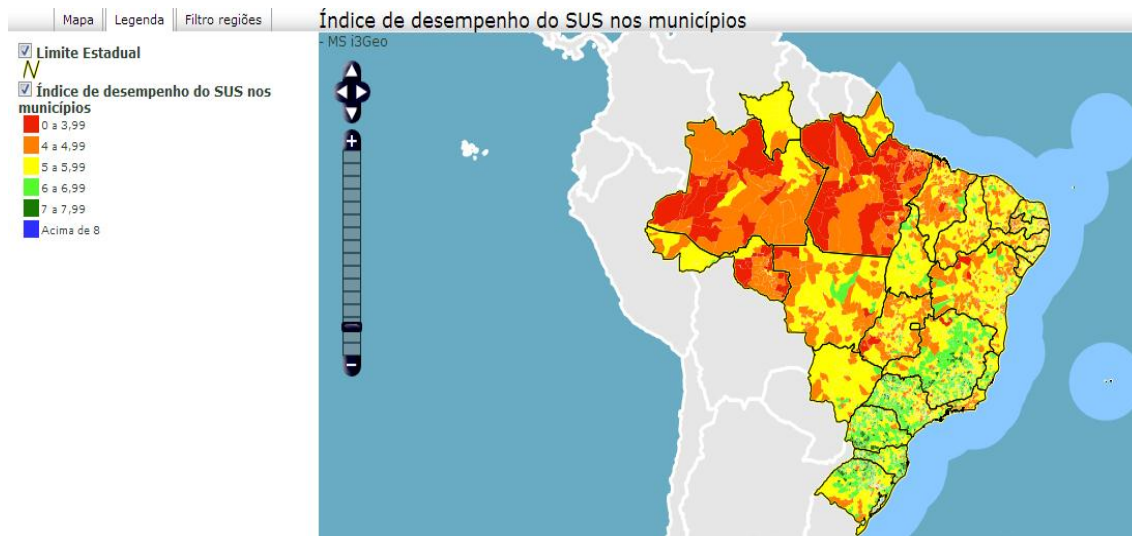 Mapa
Legenda
Filtro regiões
Índice de desempenho do SUS nos municípios
- MS i3Geo
Limite Estadual
Índice de desempenho do SUS nos
municípios
0 a 3,99
4 a 4,99
5 a 5,99
6 a 6,99
7 a 7,99
Acima de 8